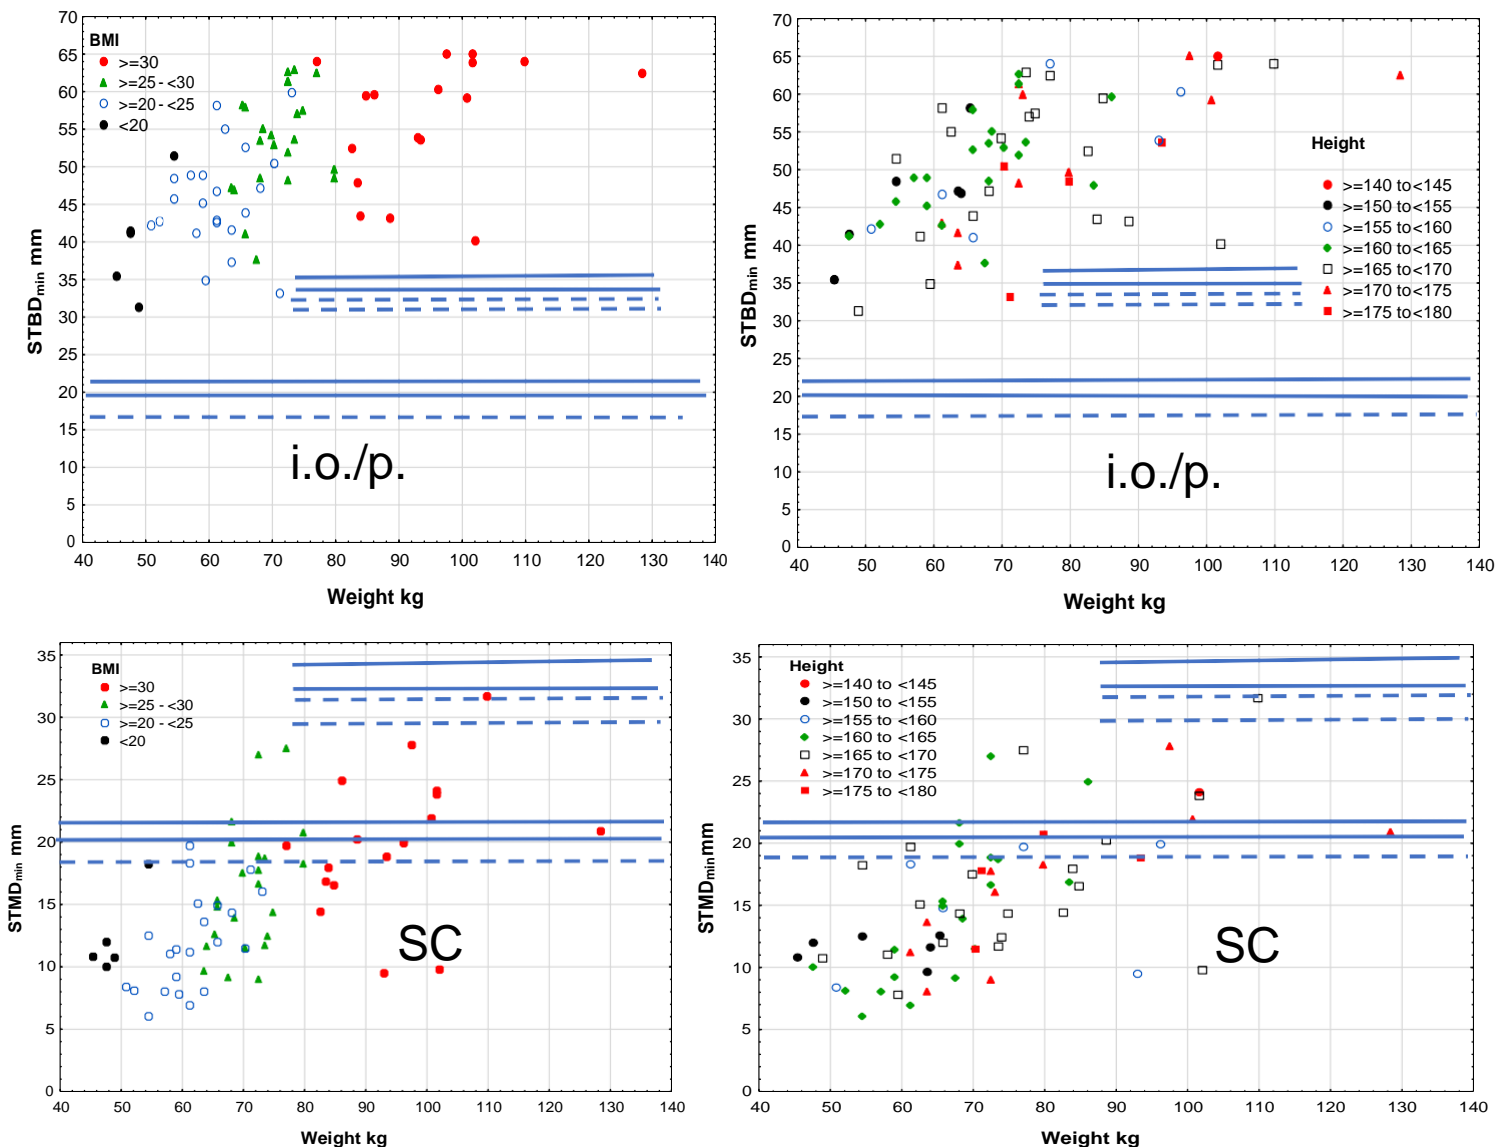 BMI
>=30
>=25 - <30
>=20 - <25
<20
STBDmin mm
70
65
60
55
50
45
40
35
30
25
20
15
10
5
0
i.o./p.
40 50 60 70 80 90 100 110 120 130 140
Weight kg
Height
>=140 to<145
>=150 to<155
>=155 to<160
>=160 to<165
>=165 to<170
>=170 to<175
>=175 to<180
STBDmin mm
70
65
60
55
50
45
40
35
30
25
20
15
10
5
0
i.o./p.
40 50 60 70 80 90 100 110 120 130 140
Weight kg
BMI
>=30
>=25 - <30
>=20 - <25
<20
STMDmin mm
35
30
25
20
15
10
5
0
SC
40 50 60 70 80 90 100 110 120 130 140
Weight kg
Height
>=140 to <145
>=150 to <155
>=155 to <160
>=160 to <165
>=165 to <170
>=170 to <175
>=175 to <180
STMDmin mm
35
30
25
20
15
10
5
0
SC
40 50 60 70 80 90 100 110 120 130 140
Weight kg